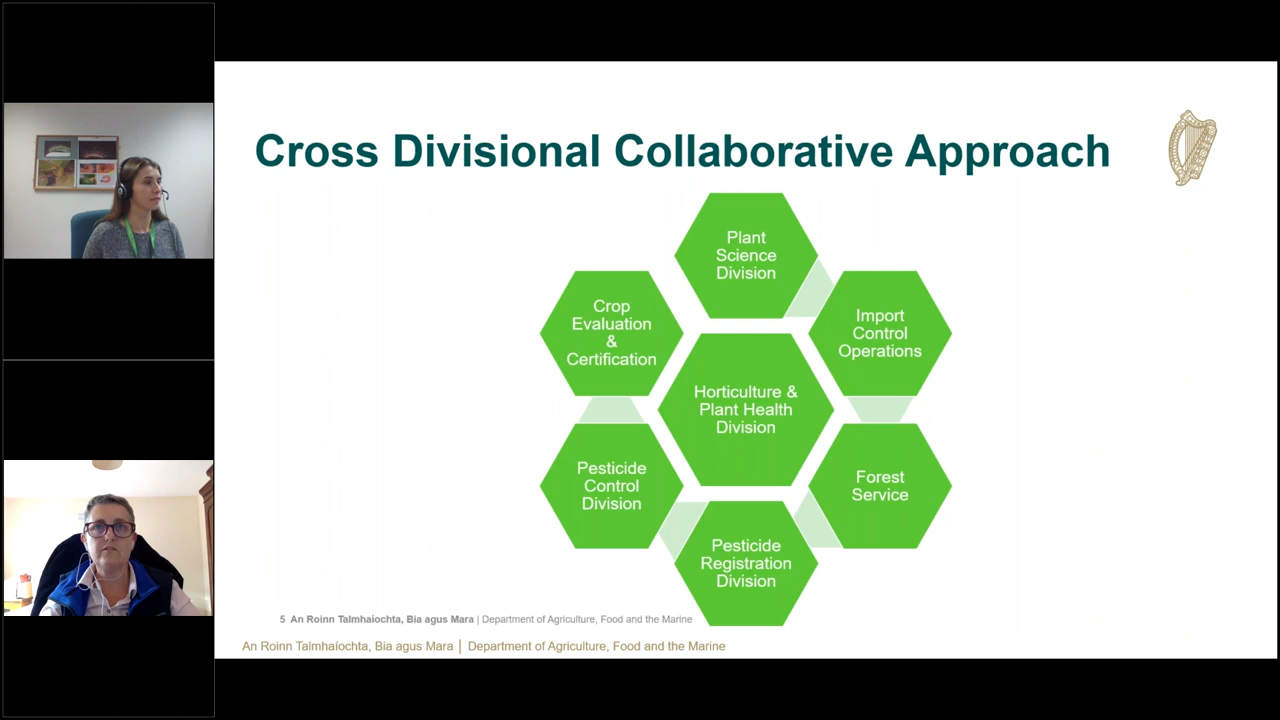 Cross Divisional Collaborative Approach
Plant
Science
Division
Crop
Evaluation
&
Certification
Import
Control
Operations
Horticulture &
Plant Health
Division
Pesticide
Control
Division
Forest
Service
Pesticide
Registration
Division
5 An Roinn Talmhaiochta, Bia agus Mara | Department of Agriculture, Food and the Marine
An Roinn Talmhaíochta, Bia agus Mara | Department of Agriculture, Food and the Marine